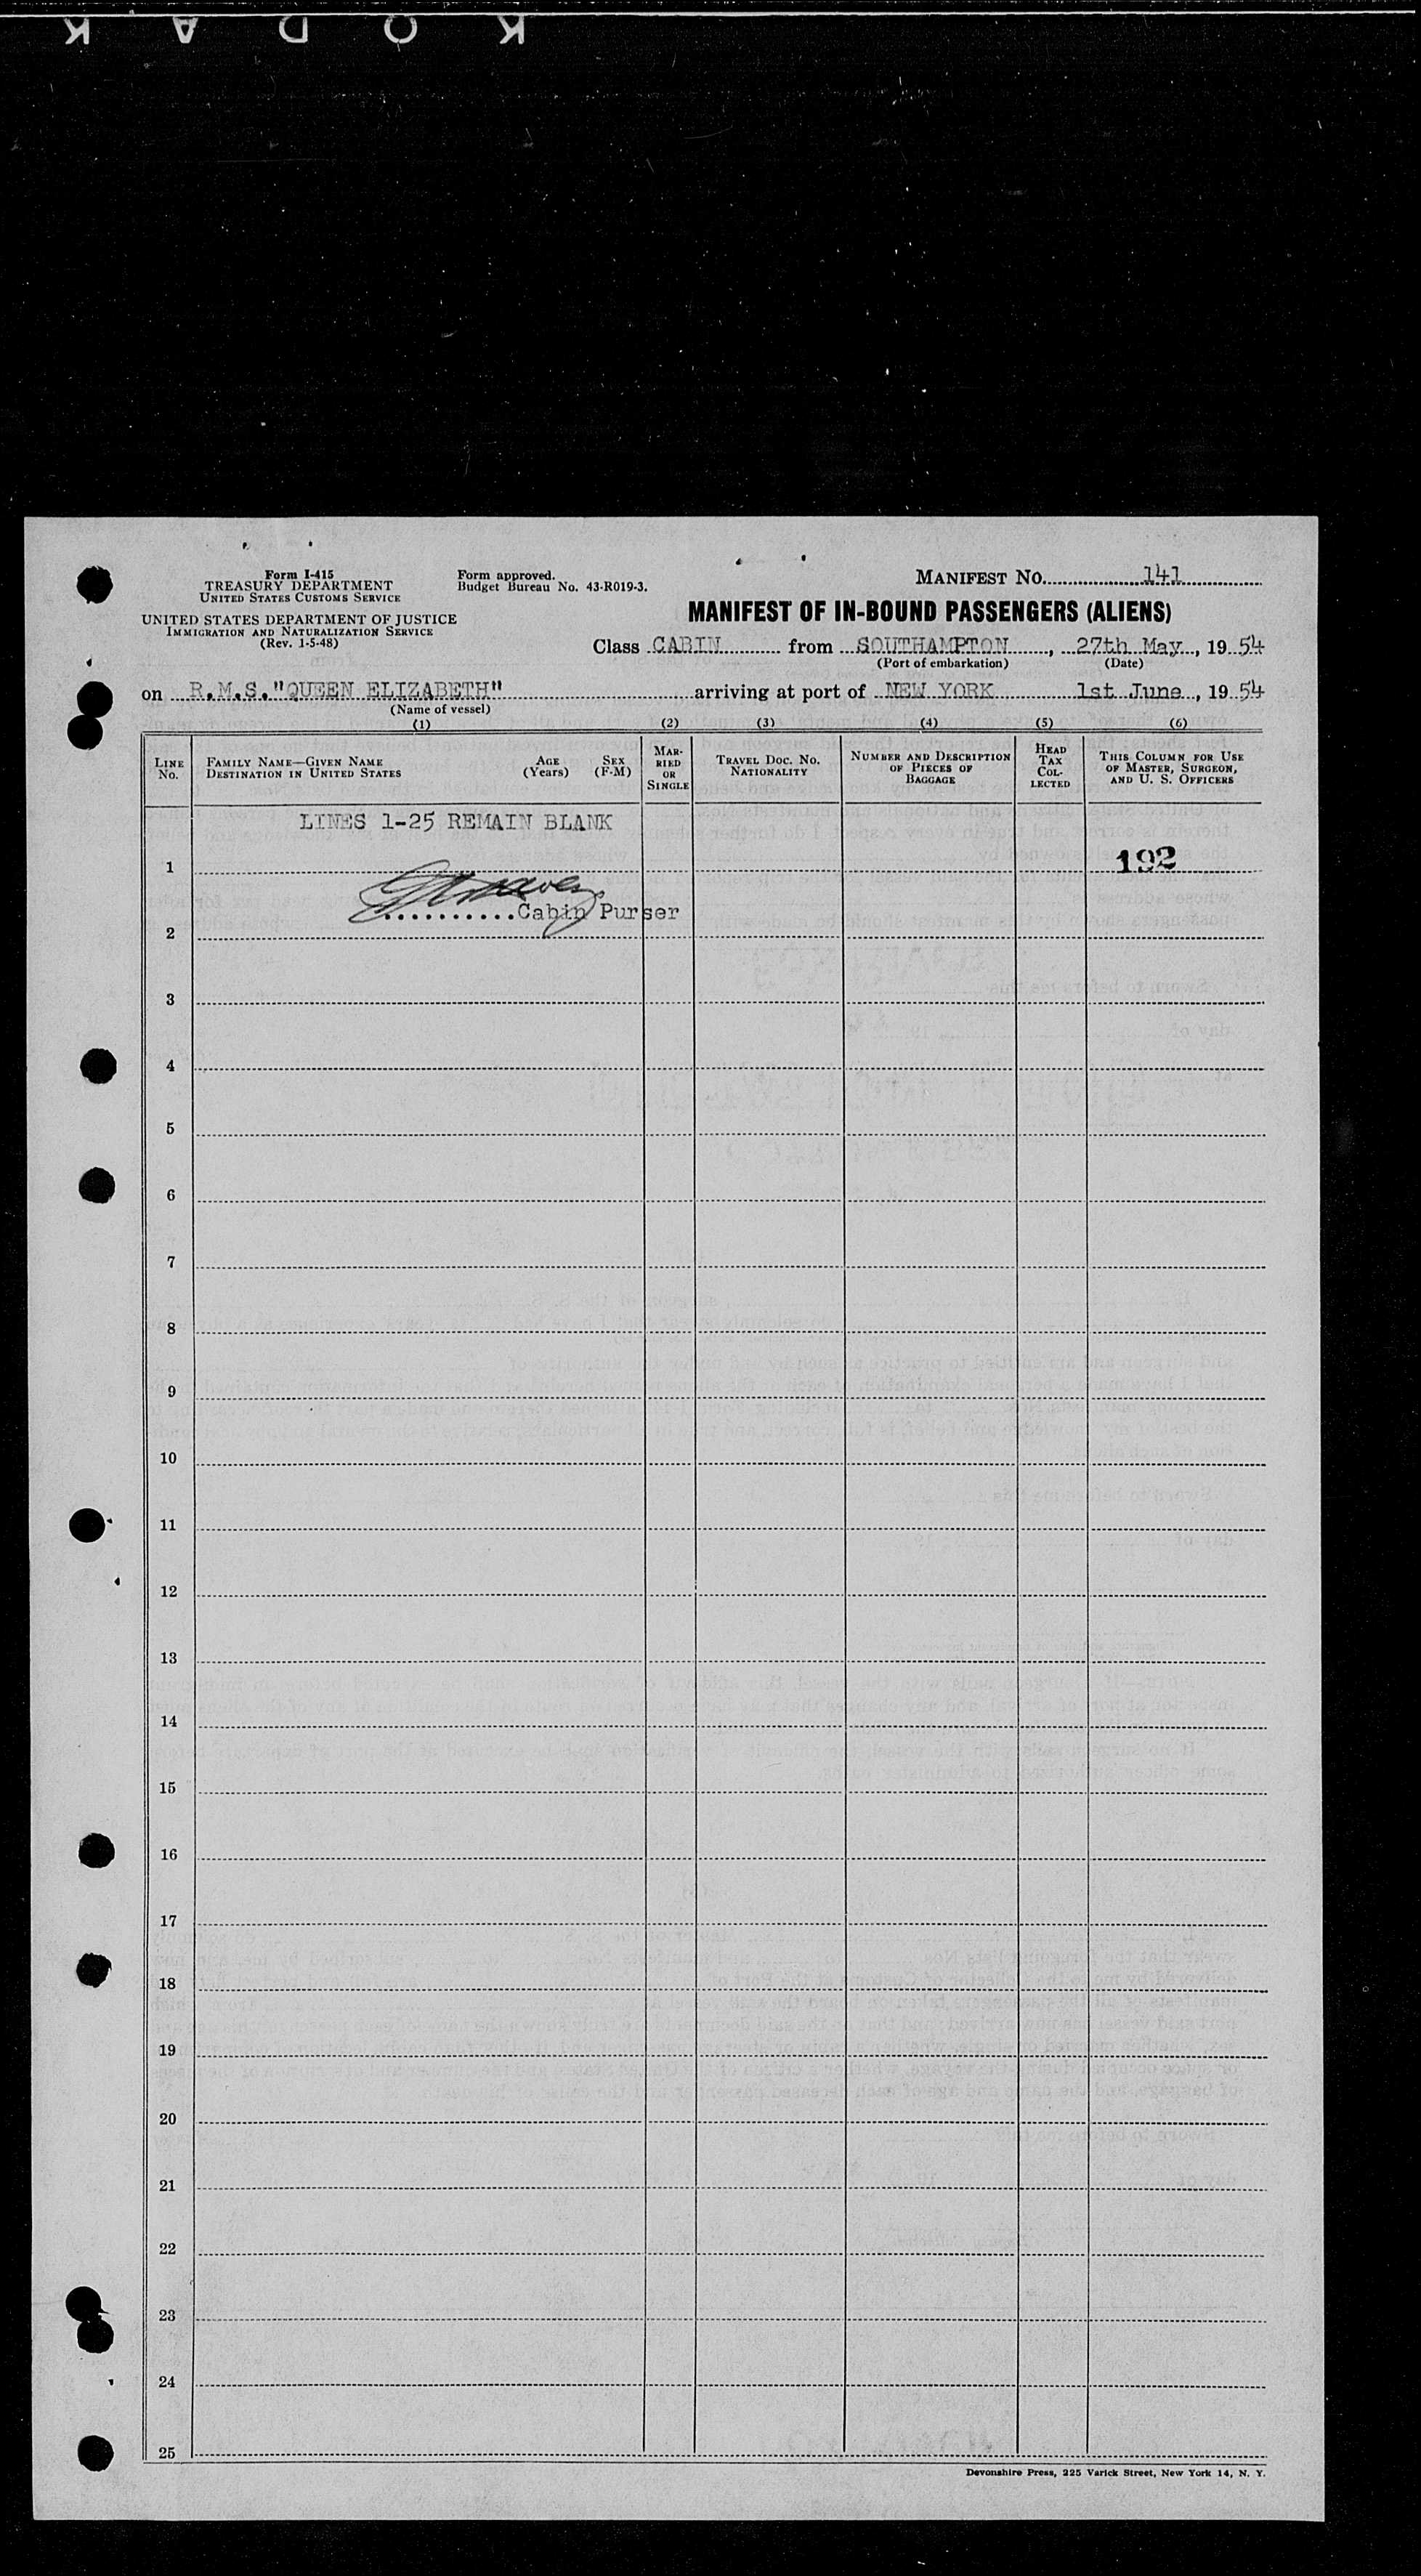 KODAK
Form I-415
TREASURY DEPARTMENT
UNITED STATES CUSTOMS SERVICE
UNITED STATES DEPARTMENT OF JUSTICE
IMMIGRATION AND NATURALIZATION SERVICE
(Rev. 1-5-48)
Form approved.
Budget Bureau No. 43-R019-3.
MANIFEST NO. 141
MANIFEST OF IN-BOUND PASSENGERS (ALIENS)
Class CABIN from SOUTHAMPTON, 27th May, 19 54
(Port of embarkation) (Date)
on R.M.S."QUEEN ELIZABETH" arriving at port of NEW YORK 1st June, 19 54
(Name of vessel)
(1) (2) (3) (4) (5) (6)
LINE No. FAMILY NAME—GIVEN NAME DESTINATION IN UNITED STATES AGE (Years) SEX (F-M) MARRIED OR SINGLE TRAVEL DOC. NO. NATIONALITY NUMBER AND DESCRIPTION OF PIECES OF BAGGAGE HEAD TAX COLLECTED THIS COLUMN FOR USE OF MASTER, SURGEON, AND U. S. OFFICERS
LINES 1-25 REMAIN BLANK
1 192
...........Cabin Purser
2
3
4
5
6
7
8
9
10
11
12
13
14
15
16
17
18
19
20
21
22
23
24
25
Devonshire Press, 225 Varick Street, New York 14, N. Y.